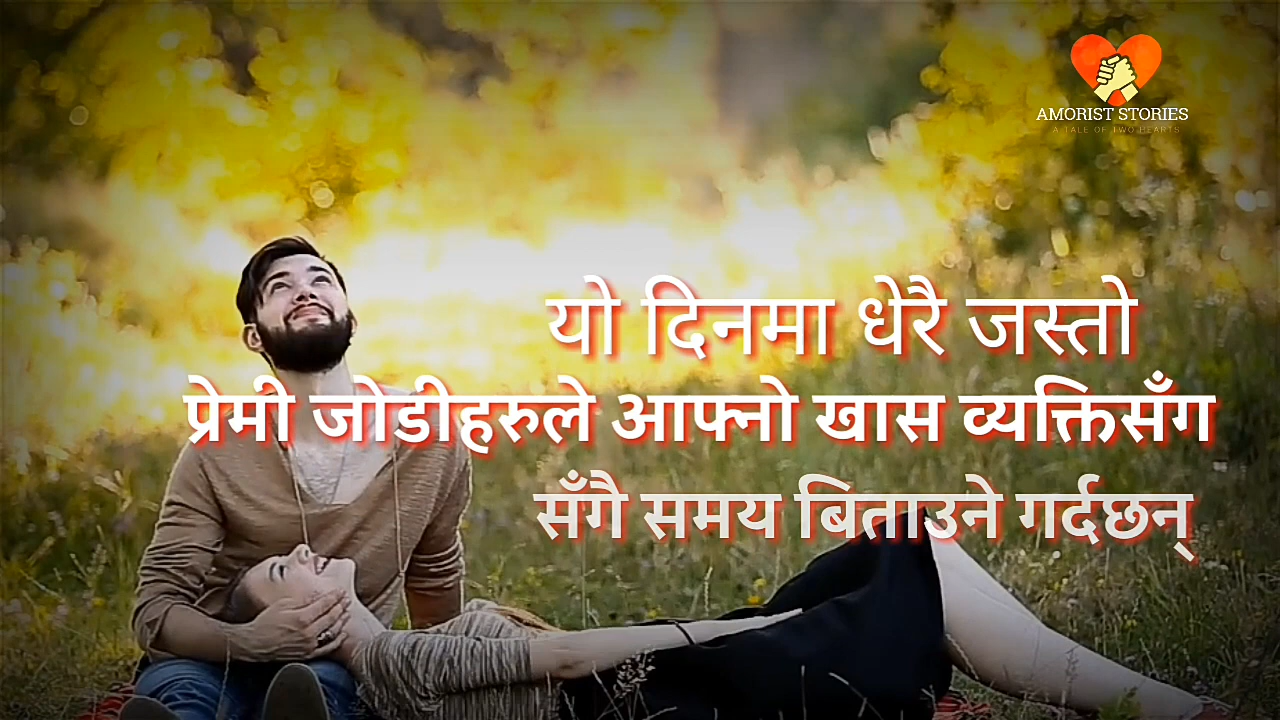 AMORIST STORIES
A TALE OF TWO HEARTS
यो दिनमा धेरै जस्तो
प्रेमी जोडीहरुले आफ्नो खास व्यक्तिसँग
सँगै समय बिताउने गर्दछन्